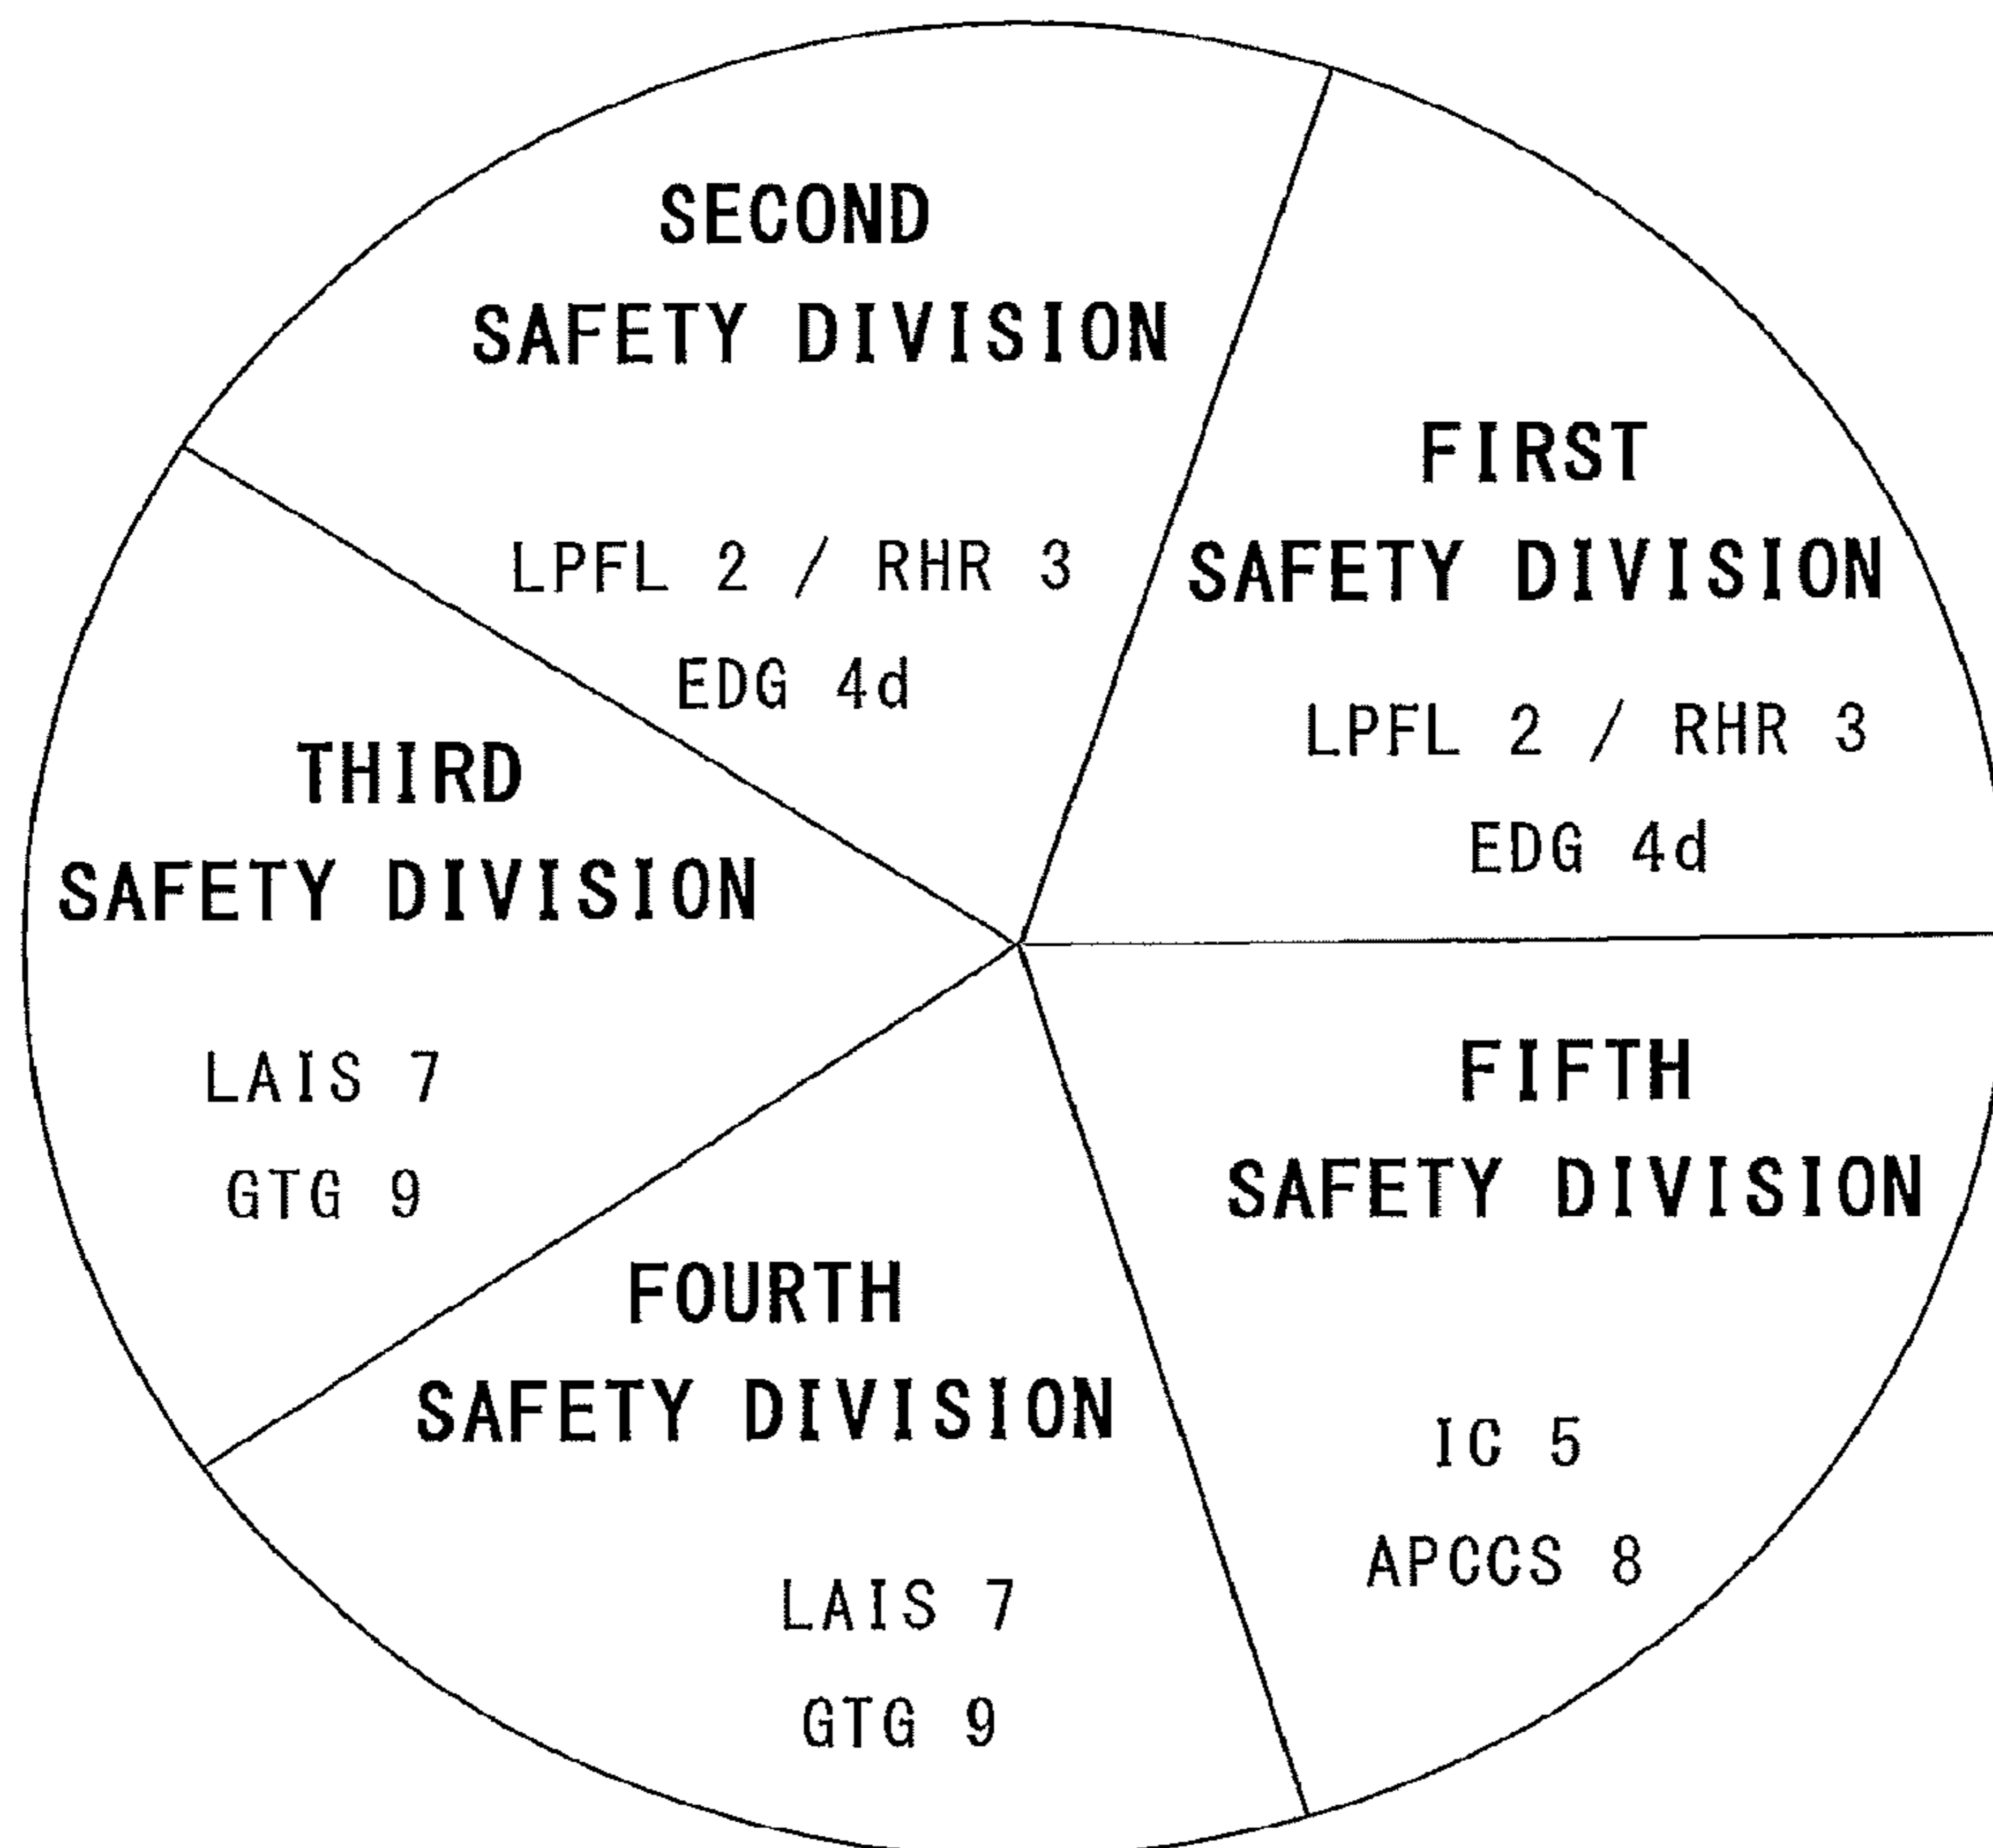 SECOND
SAFETY DIVISION
LPFL 2 / RHR 3
EDG 4d
FIRST
SAFETY DIVISION
LPFL 2 / RHR 3
EDG 4d
THIRD
SAFETY DIVISION
LAIS 7
GTG 9
FOURTH
SAFETY DIVISION
LAIS 7
GTG 9
FIFTH
SAFETY DIVISION
IC 5
APCCS 8